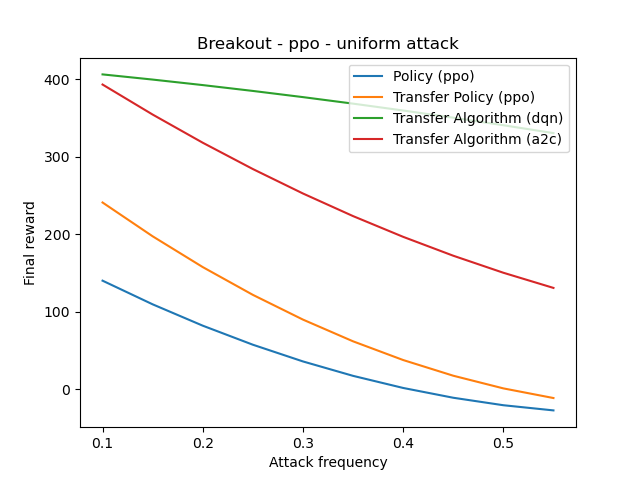 Breakout - ppo - uniform attack
Policy (ppo)
Transfer Policy (ppo)
Transfer Algorithm (dqn)
Transfer Algorithm (a2c)
Final reward
400
300
200
100
0
0.1 0.2 0.3 0.4 0.5
Attack frequency